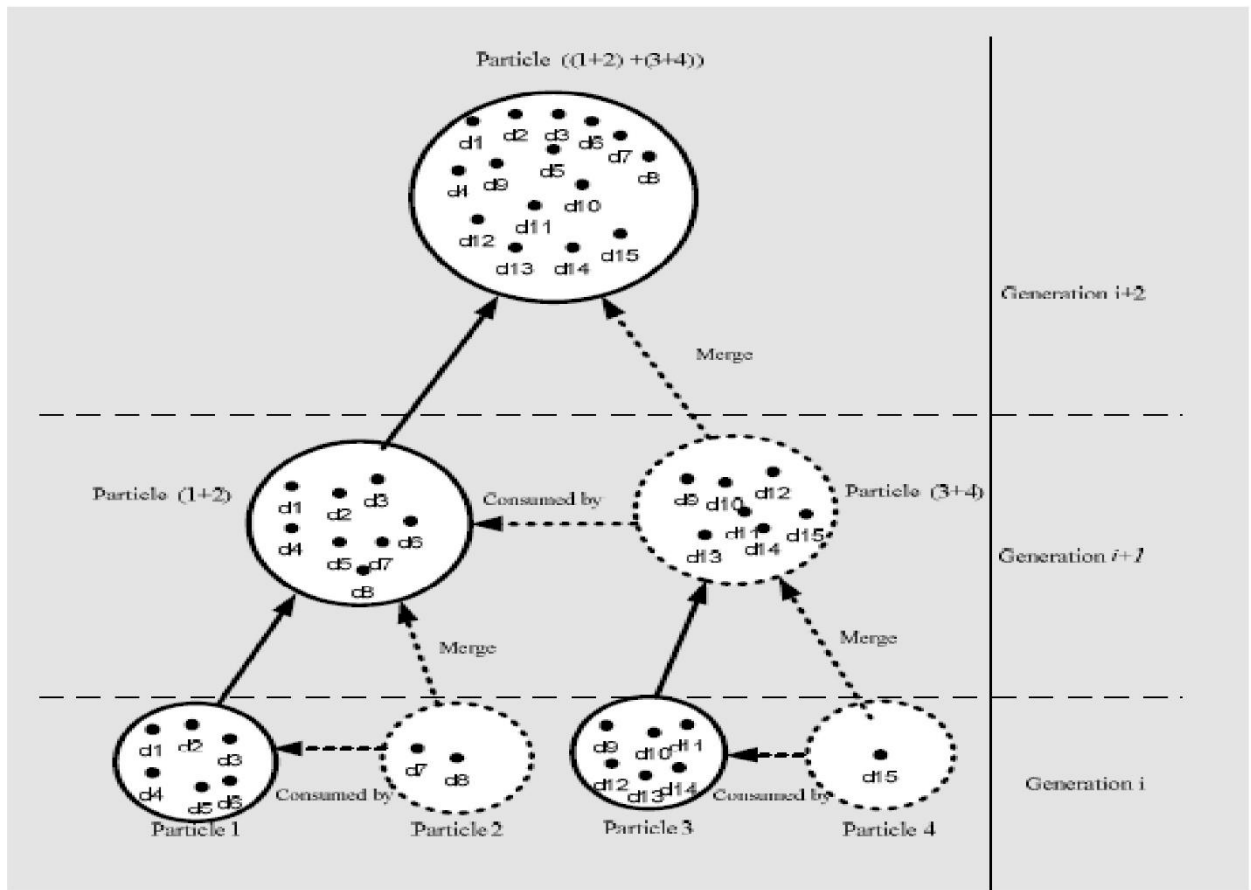 Particle ((1+2) +(3+4))
d1 d2 d3 d6 d7 d8
d4 d9 d5
d10
d11
d12 d15
d13 d14
Generation i+2
Merge
Particle (1+2)
d1 d2 d3
d4 d5 d7 d6
d8
Consumed by
d9 d10 d12
d11
d13 d14 d15
Particle (3+4)
Generation i+1
Merge
Merge
d1 d2 d3
d4 d5 d6
Consumed by
d7 d8
d9 d10 d11
d12 d13 d14
Consumed by
d15
Generation i
Particle 1
Particle 2
Particle 3
Particle 4